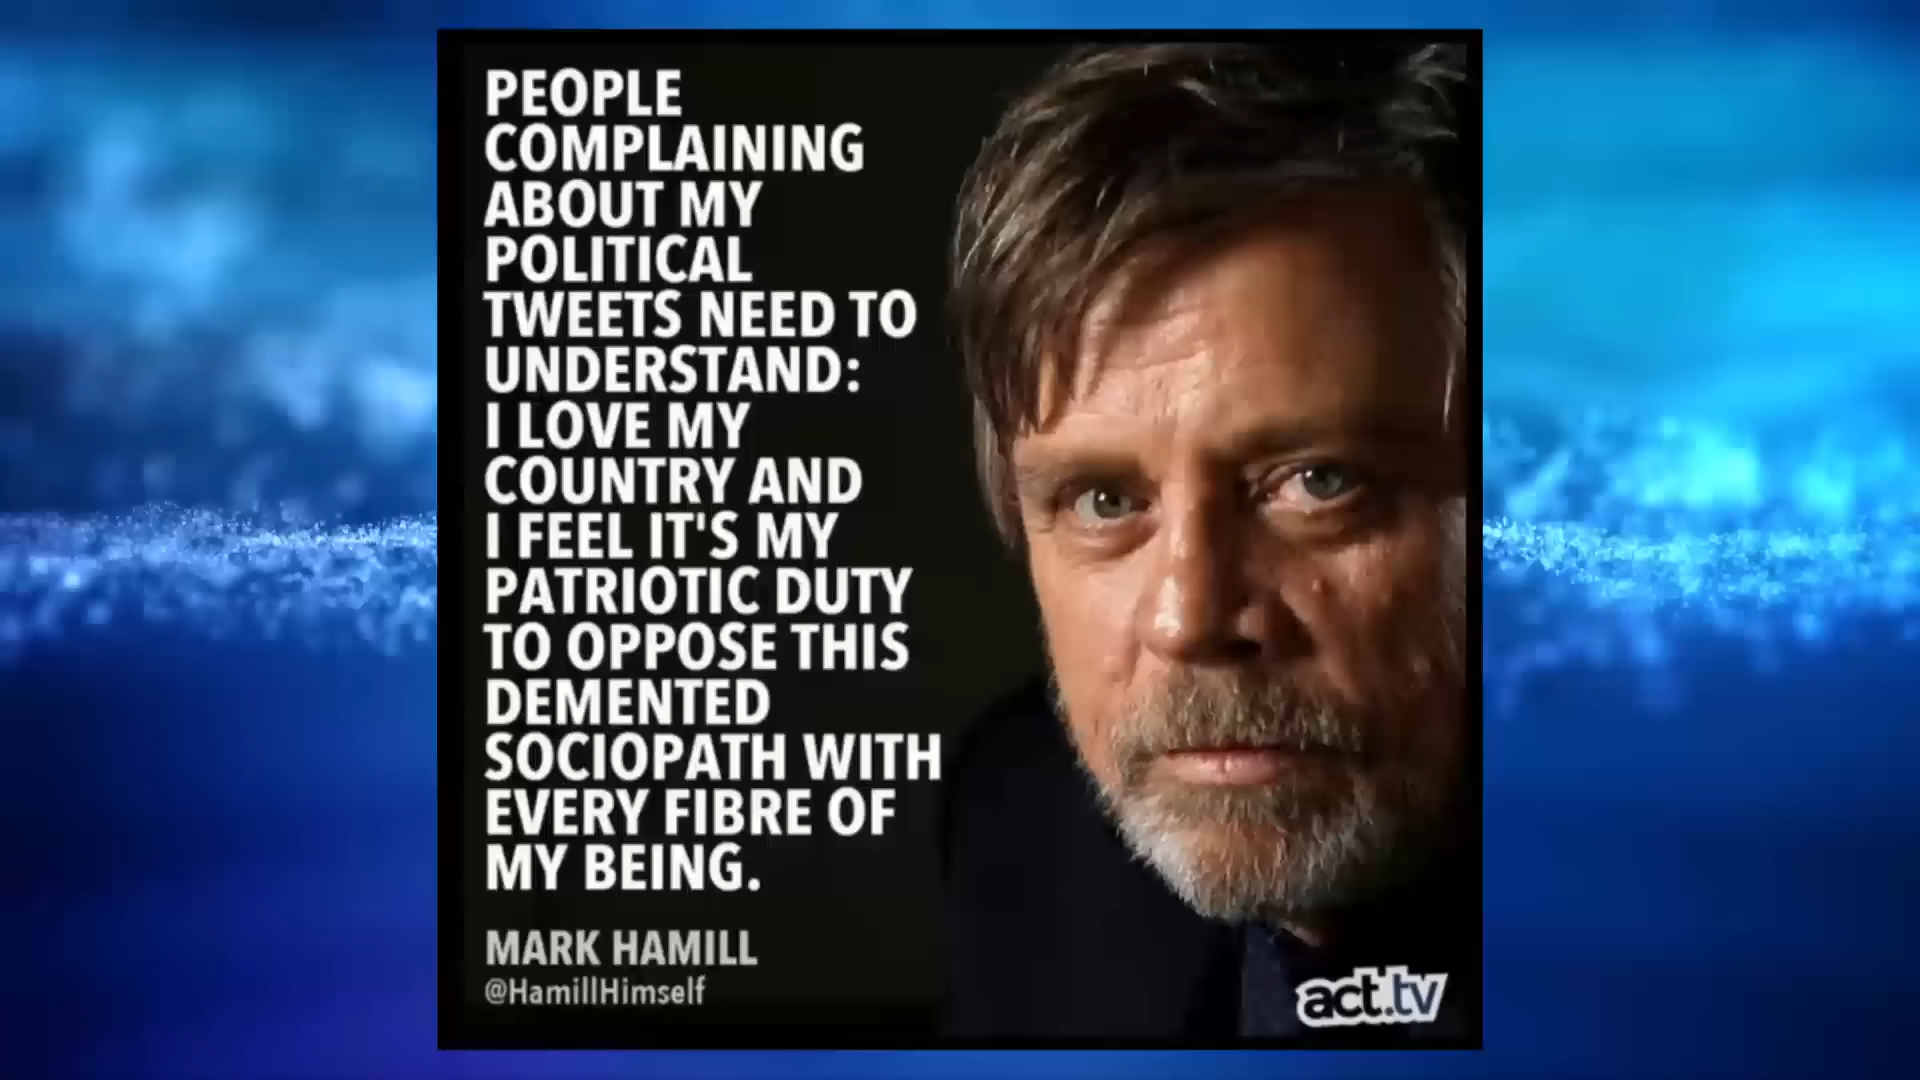 PEOPLE
COMPLAINING
ABOUT MY
POLITICAL
TWEETS NEED TO
UNDERSTAND:
I LOVE MY
COUNTRY AND
I FEEL IT'S MY
PATRIOTIC DUTY
TO OPPOSE THIS
DEMENTED
SOCIOPATH WITH
EVERY FIBRE OF
MY BEING.
MARK HAMILL
@HamillHimself
act.tv